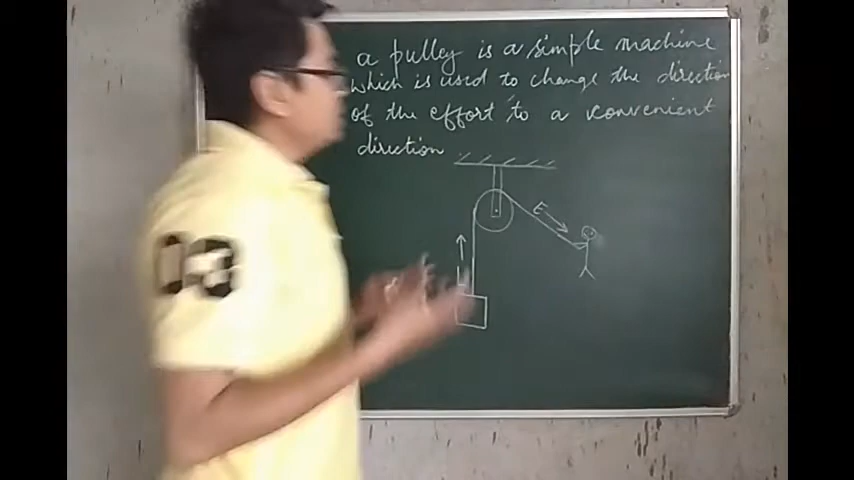 a pulley is a simple machine
which is used to change the direction
of the effort to a convenient
direction
E
03